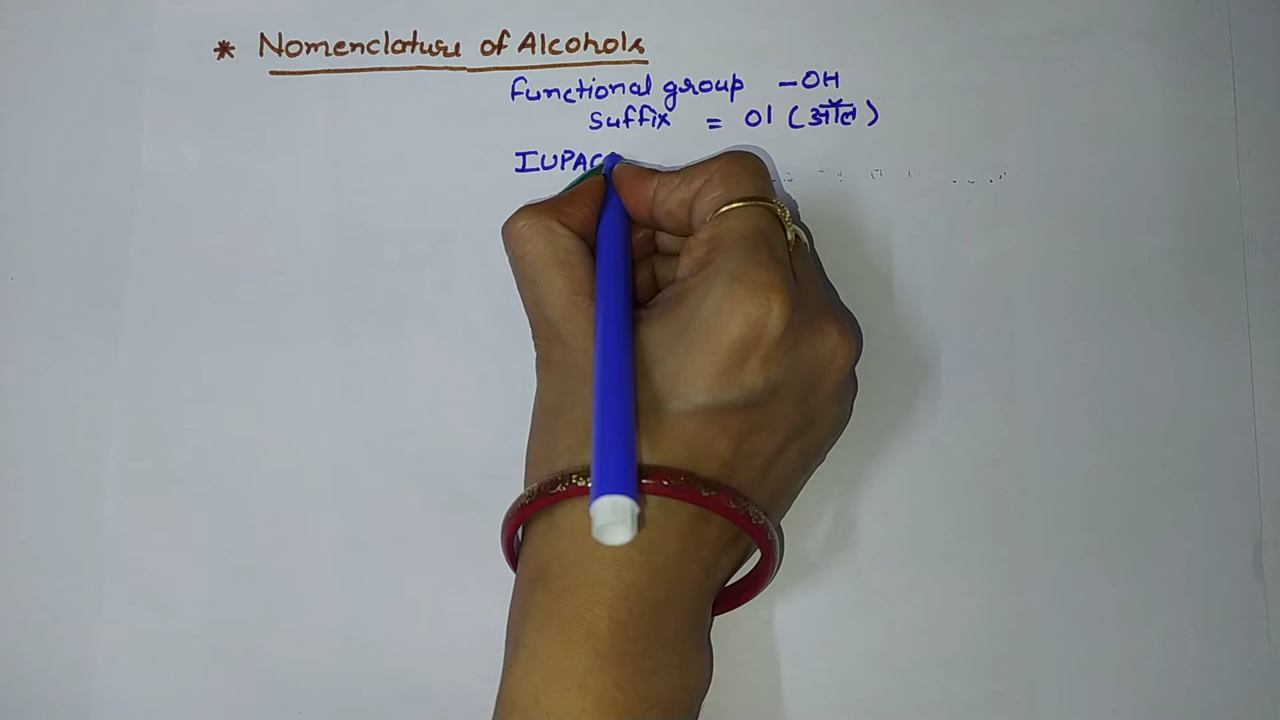 * Nomenclature of Alcohols
Functional group -OH
Suffix = ol (ऑल)
IUPAC